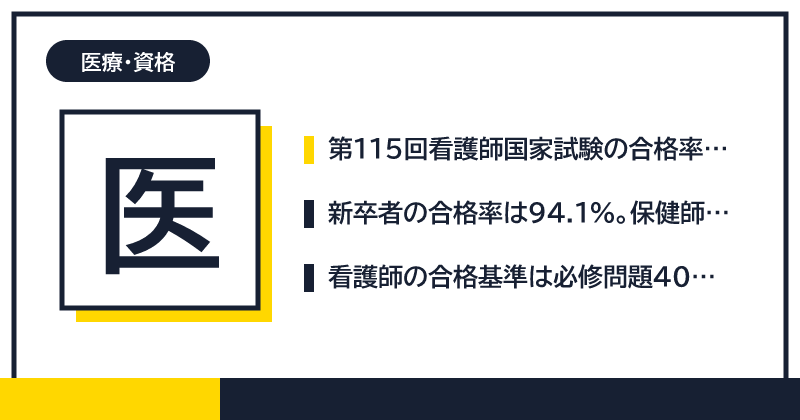 医療･資格
医
第115回看護師国家試験の合格率…
新卒者の合格率は94.1%。保健師…
看護師の合格基準は必修問題40…